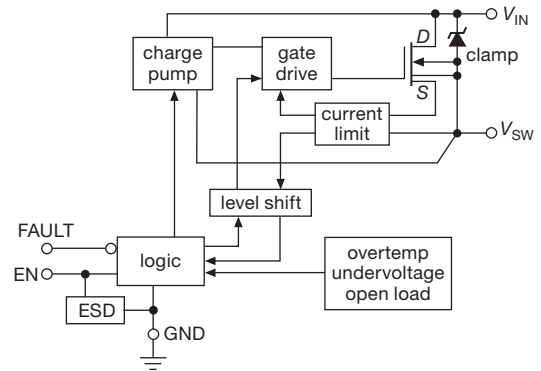 V_IN
D
charge
pump
gate
drive
clamp
S
current
limit
V_SW
level shift
FAULT
logic
EN
overtemp
undervoltage
open load
ESD
GND